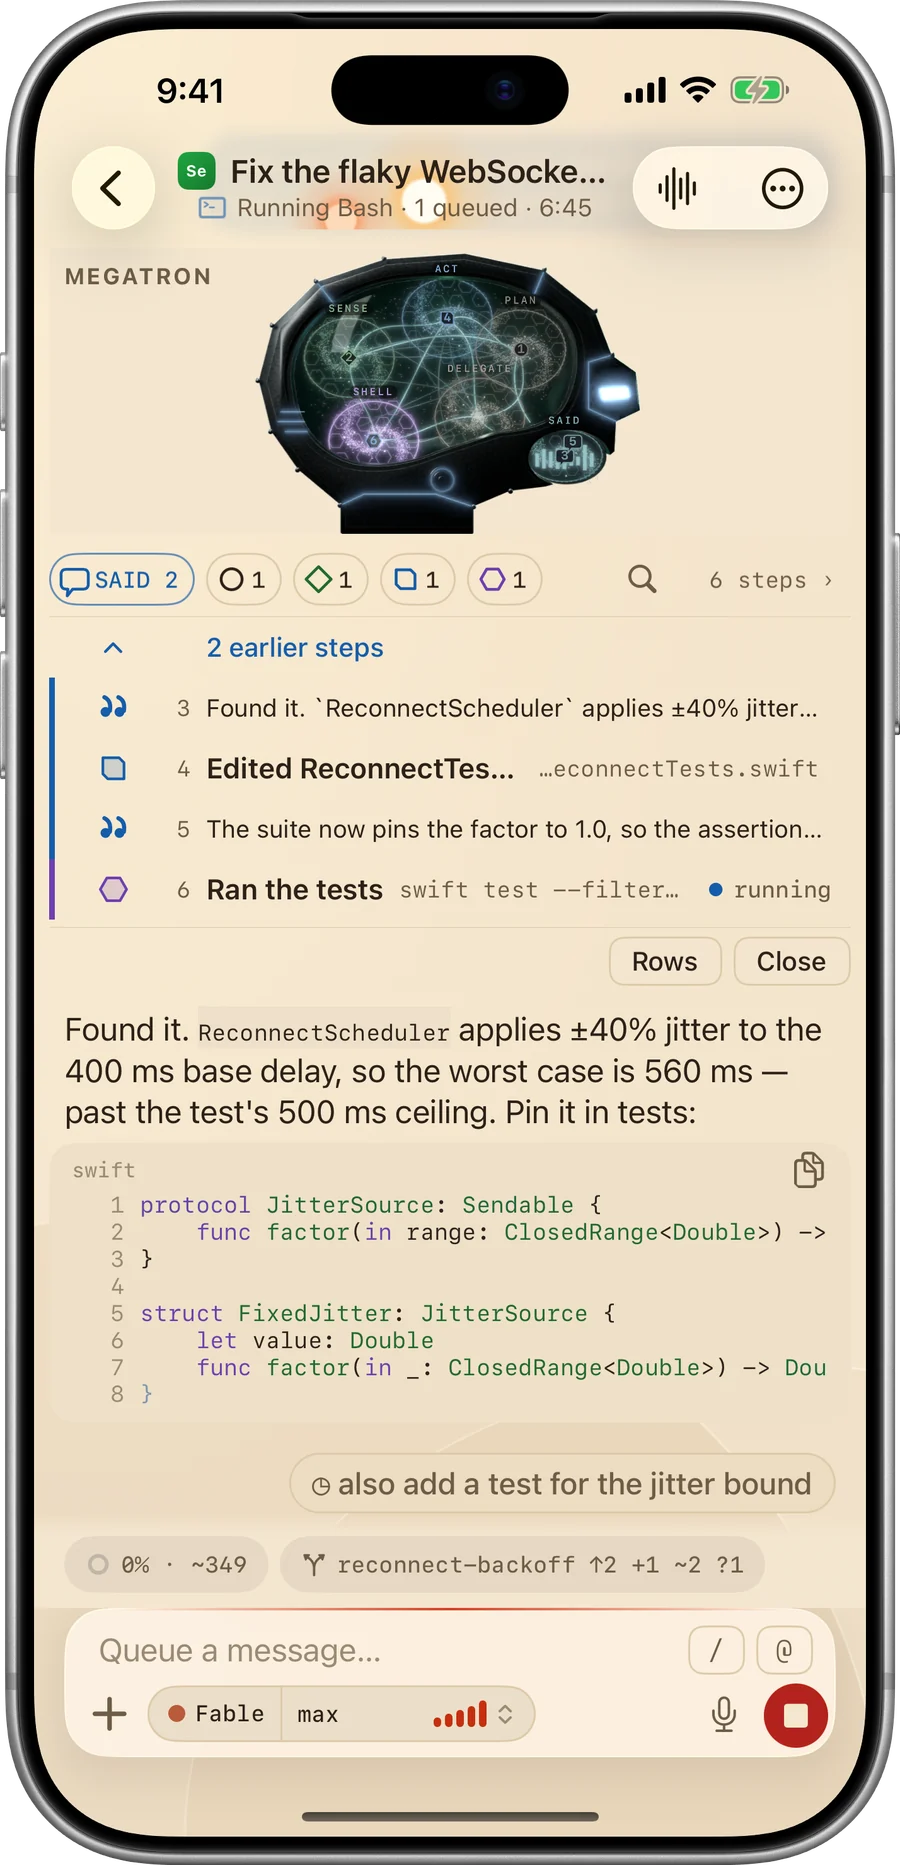 9:41
Se Fix the flaky WebSocke...
Running Bash · 1 queued · 6:45
MEGATRON
ACT
SENSE
PLAN
4
2
1
DELEGATE
SHELL
6
SAID
5
3
SAID 2 1 1 1 1 6 steps ›
2 earlier steps
3 Found it. `ReconnectScheduler` applies ±40% jitter...
4 Edited ReconnectTes... ...econnectTests.swift
5 The suite now pins the factor to 1.0, so the assertion...
6 Ran the tests swift test --filter... running
Rows Close
Found it. ReconnectScheduler applies ±40% jitter to the
400 ms base delay, so the worst case is 560 ms —
past the test's 500 ms ceiling. Pin it in tests:
swift
1 protocol JitterSource: Sendable {
2     func factor(in range: ClosedRange<Double>) ->
3 }
4
5 struct FixedJitter: JitterSource {
6     let value: Double
7     func factor(in _: ClosedRange<Double>) -> Dou
8 }
also add a test for the jitter bound
0% · ~349 reconnect-backoff ↑2 +1 ~2 ?1
Queue a message... / @
Fable max